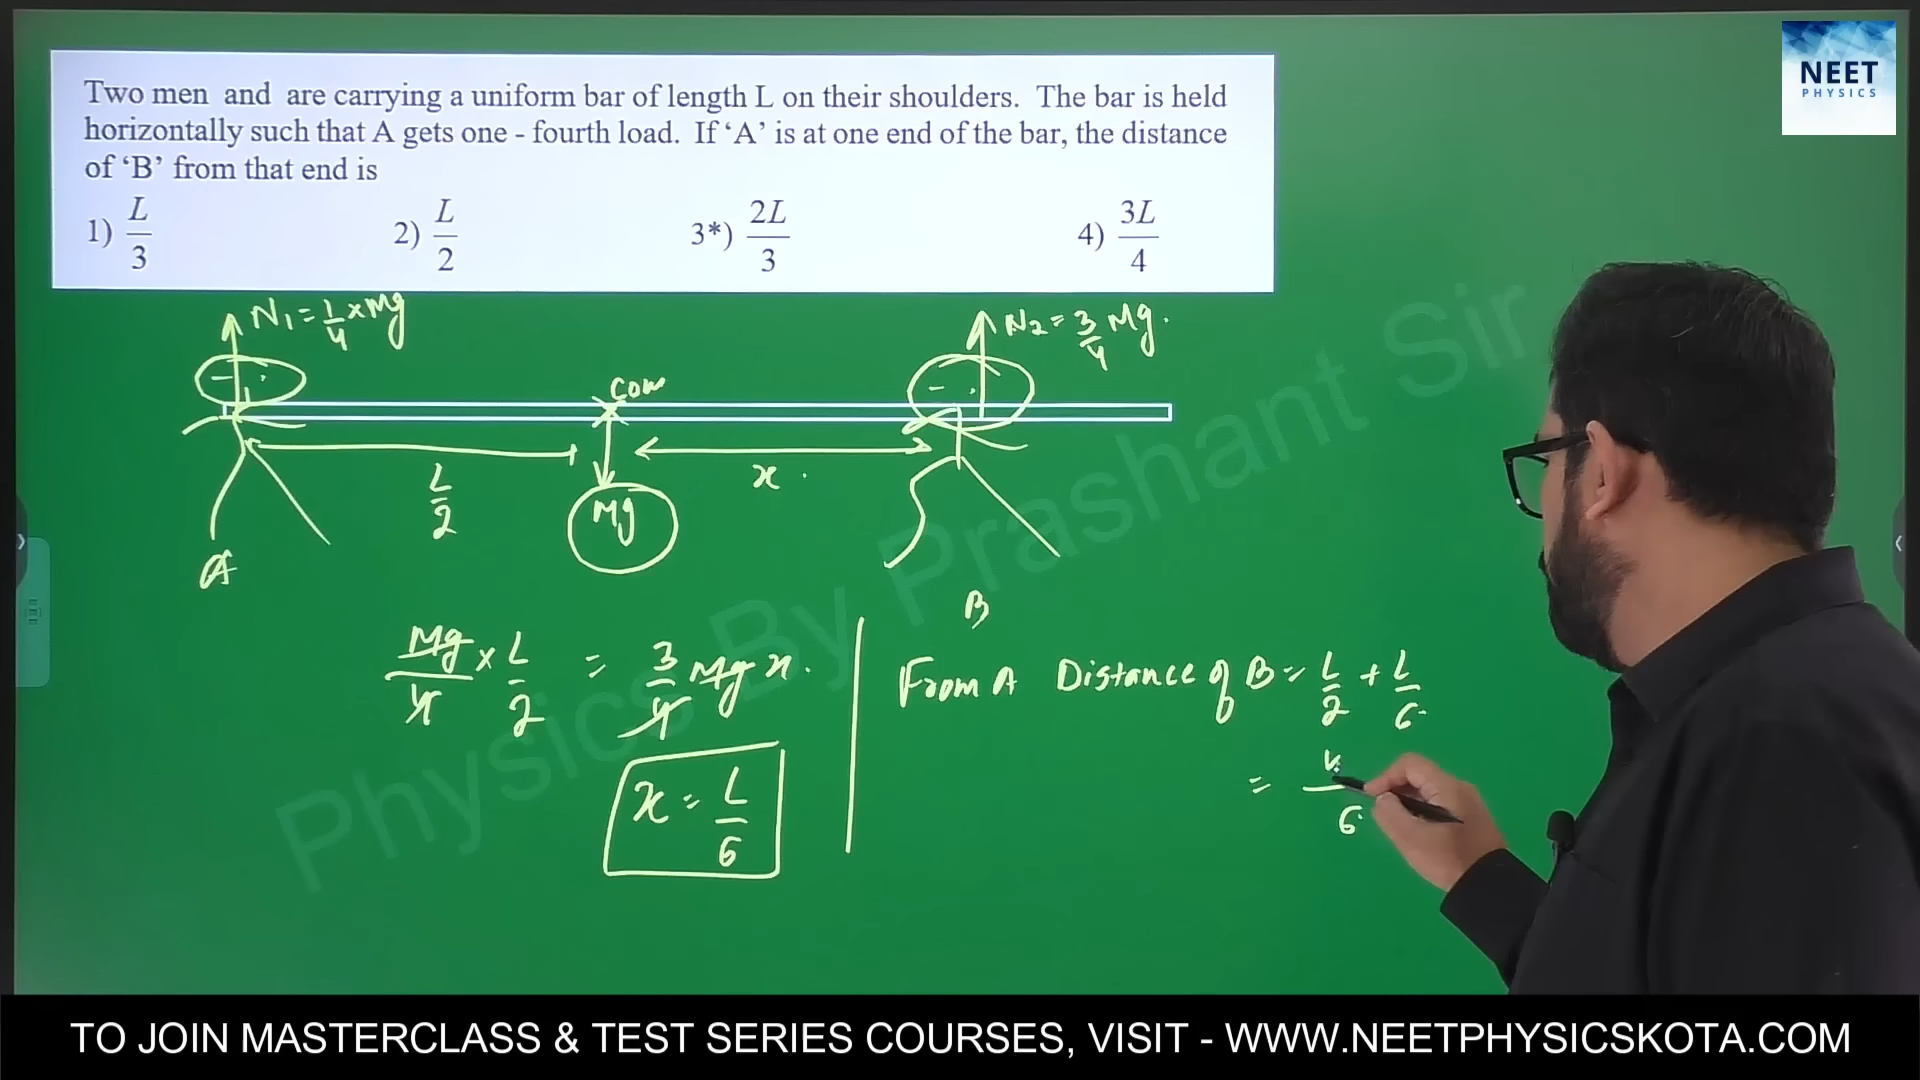 NEET
PHYSICS
Two men and are carrying a uniform bar of length L on their shoulders. The bar is held
horizontally such that A gets one - fourth load. If ‘A’ is at one end of the bar, the distance
of ‘B’ from that end is
1) L/3 2) L/2 3*) 2L/3 4) 3L/4
N1 = 1/4 × Mg
N2 = 3/4 Mg.
COM
L/2
x.
Mg
A
B
Mg/4 × L/2 = 3/4 Mg x.
x = L/6
From A Distance of B = L/2 + L/6
= 4/6
Physics By Prashant Sir
TO JOIN MASTERCLASS & TEST SERIES COURSES, VISIT - WWW.NEETPHYSICSKOTA.COM